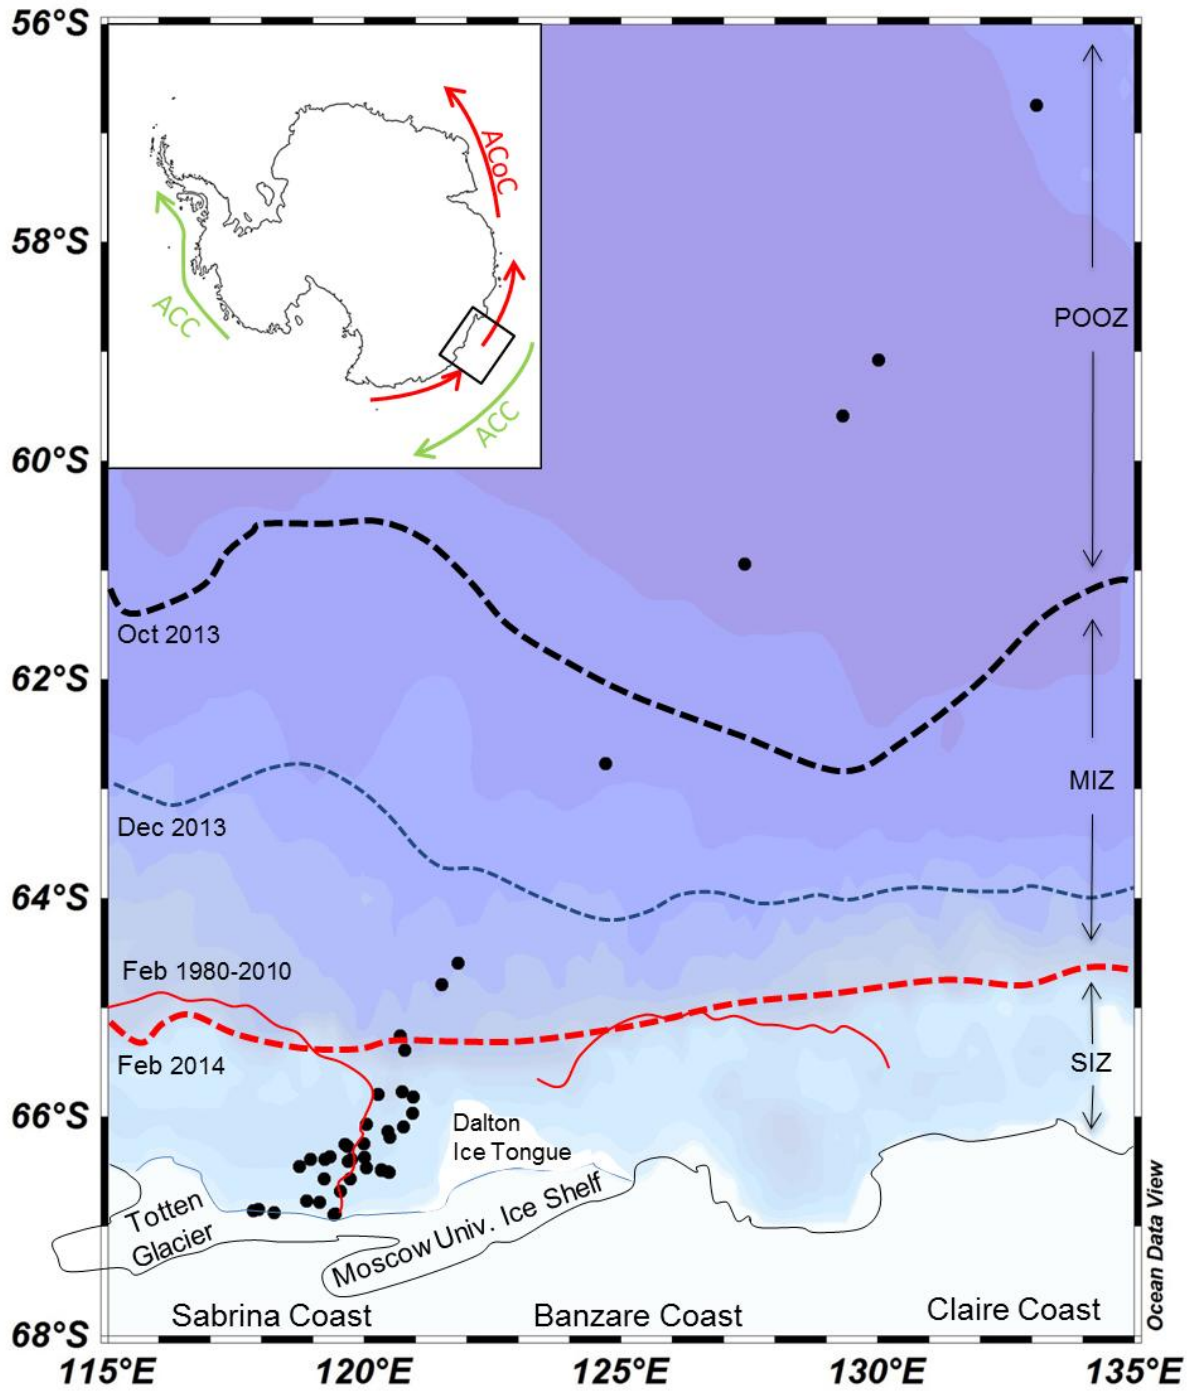 56°S
58°S
60°S
62°S
64°S
66°S
68°S
ACoC
ACC
ACC
POOZ
Oct 2013
MIZ
Dec 2013
Feb 1980-2010
Feb 2014
SIZ
Dalton
Ice Tongue
Totten
Glacier
Moscow Univ. Ice Shelf
Sabrina Coast
Banzare Coast
Claire Coast
Ocean Data View
115°E
120°E
125°E
130°E
135°E